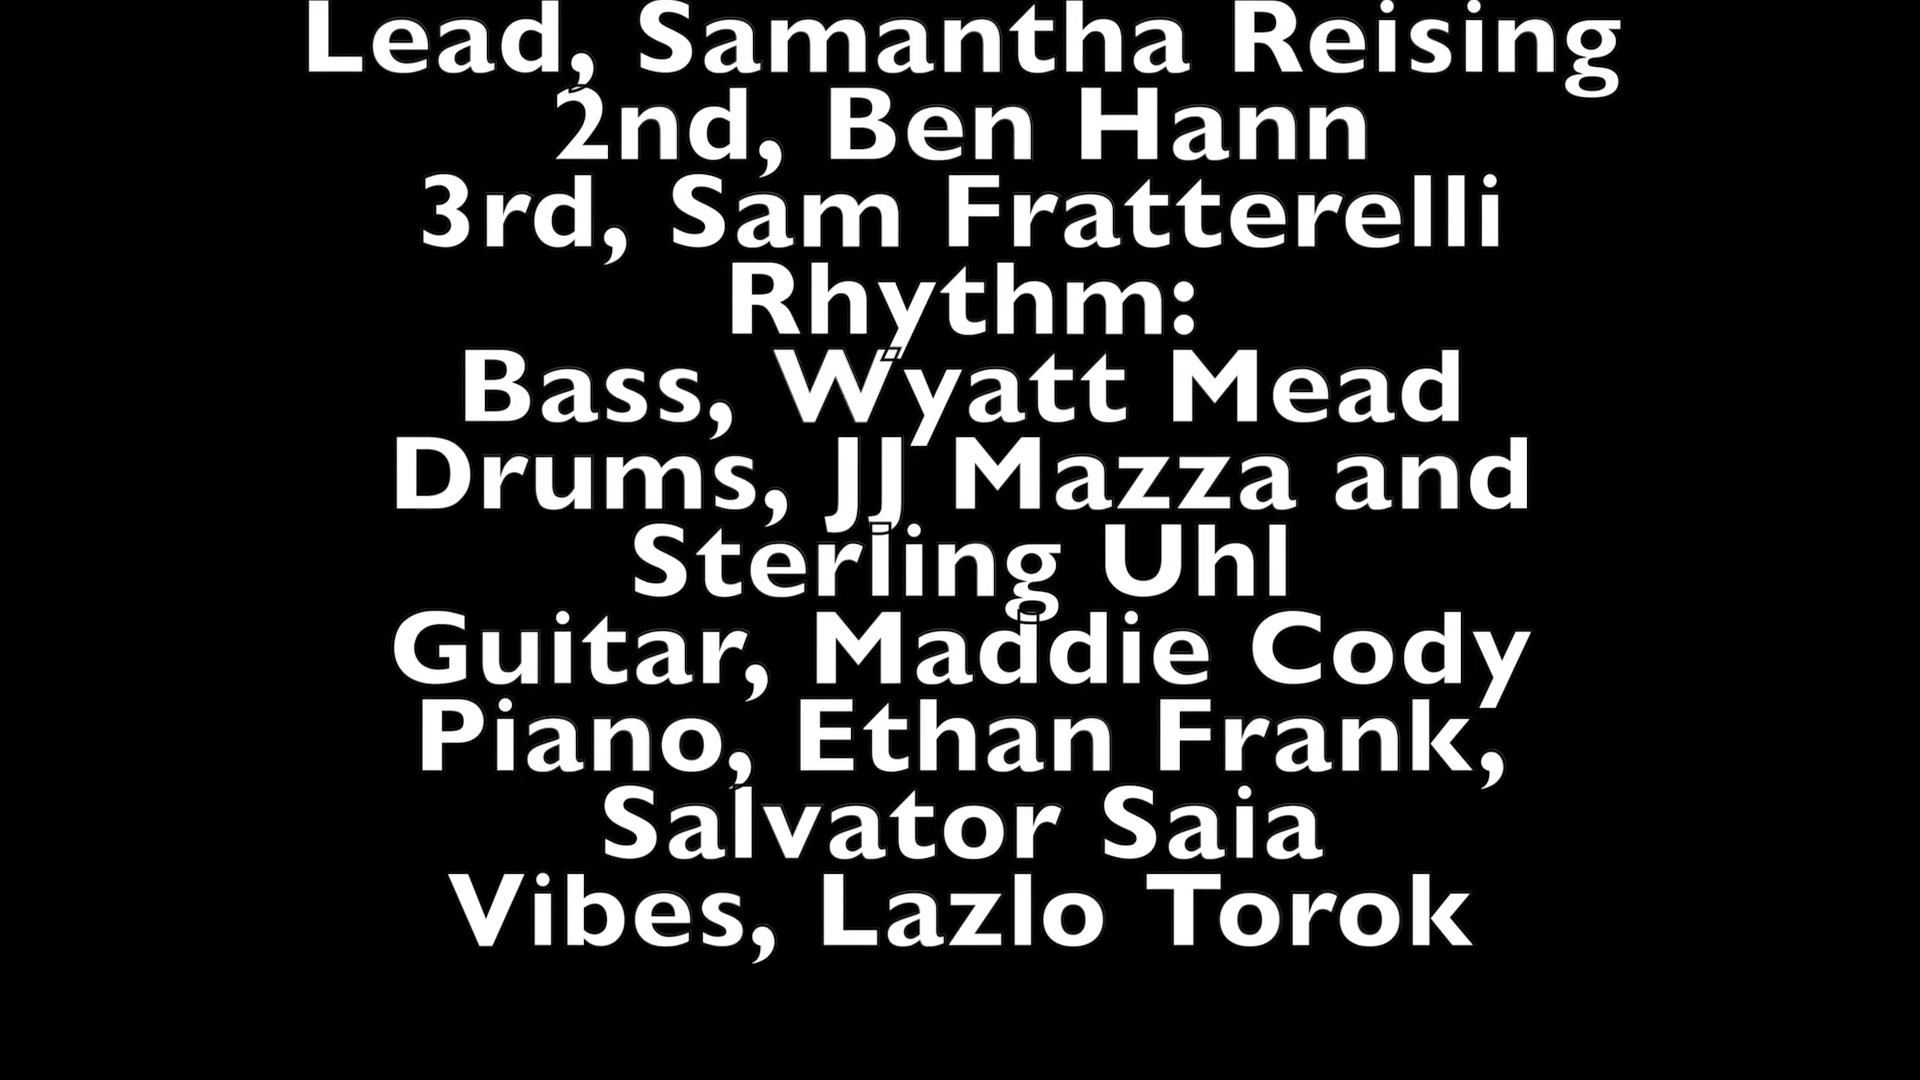 Lead, Samantha Reising
2nd, Ben Hann
3rd, Sam Fratterelli
Rhythm:
Bass, Wyatt Mead
Drums, JJ Mazza and
Sterling Uhl
Guitar, Maddie Cody
Piano, Ethan Frank,
Salvator Saia
Vibes, Lazlo Torok